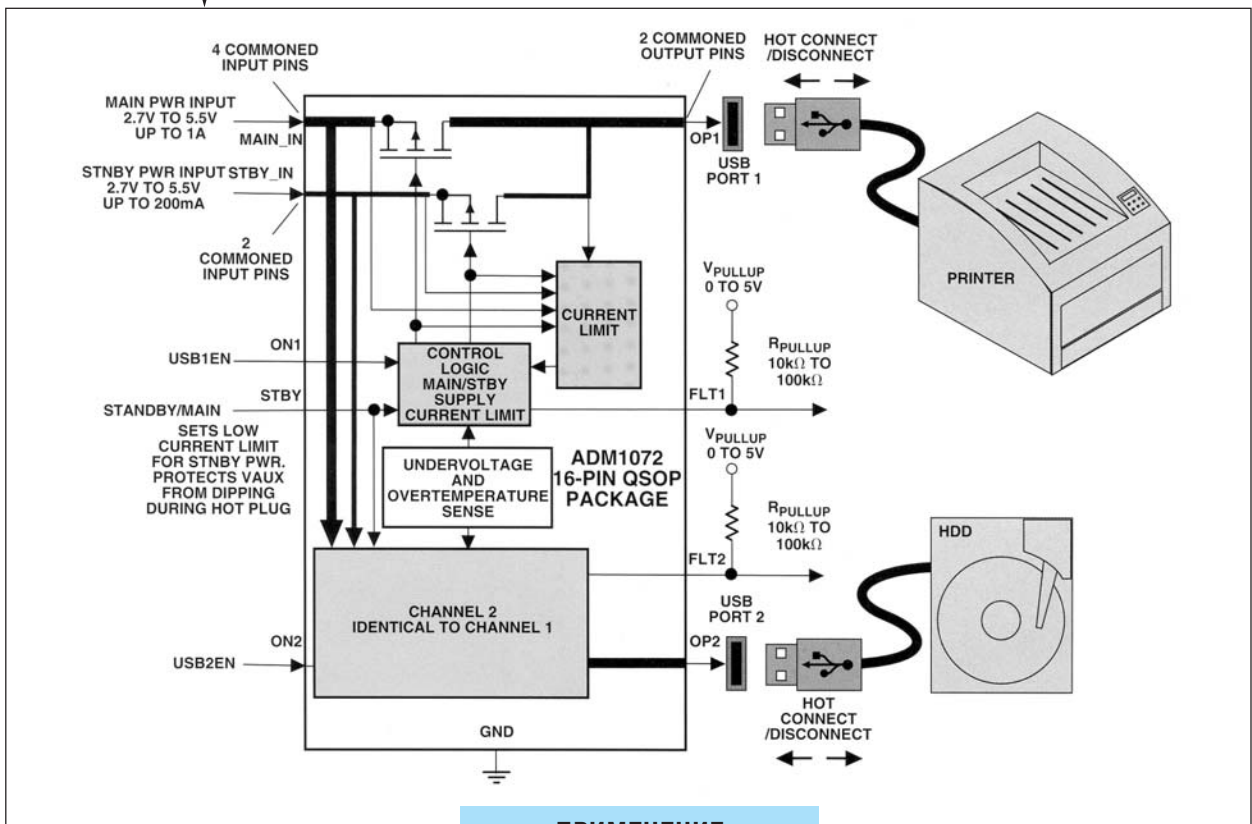 4 COMMONED
INPUT PINS
2 COMMONED
OUTPUT PINS
HOT CONNECT
/DISCONNECT
MAIN PWR INPUT
2.7V TO 5.5V
UP TO 1A
MAIN_IN
OP1
USB
PORT 1
STNBY PWR INPUT
2.7V TO 5.5V
UP TO 200mA
STBY_IN
2
COMMONED
INPUT PINS
PRINTER
VPULLUP
0 TO 5V
CURRENT
LIMIT
RPULLUP
10kΩ TO
100kΩ
USB1EN
ON1
CONTROL
LOGIC
MAIN/STBY
SUPPLY
CURRENT LIMIT
FLT1
STANDBY/MAIN
STBY
SETS LOW
CURRENT LIMIT
FOR STNBY PWR.
PROTECTS VAUX
FROM DIPPING
DURING HOT PLUG
UNDERVOLTAGE
AND
OVERTEMPERATURE
SENSE
ADM1072
16-PIN QSOP
PACKAGE
VPULLUP
0 TO 5V
RPULLUP
10kΩ TO
100kΩ
HDD
FLT2
CHANNEL 2
IDENTICAL TO CHANNEL 1
USB
PORT 2
ON2
USB2EN
OP2
HOT
CONNECT
/DISCONNECT
GND